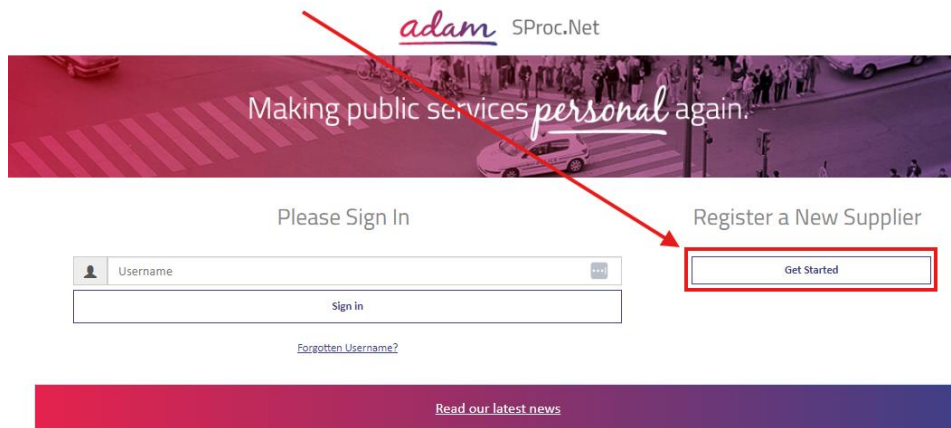 adam SProc.Net
Making public services personal again.
Please Sign In
Register a New Supplier
Username
Get Started
Sign in
Forgotten Username?
Read our latest news